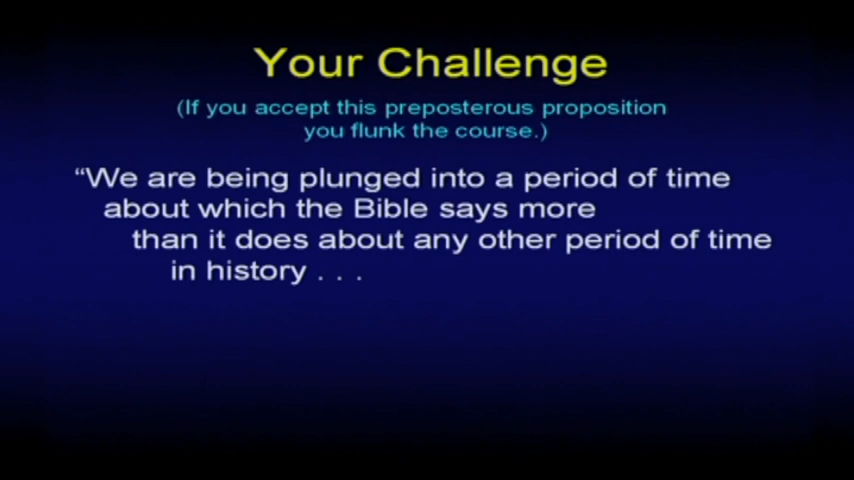 Your Challenge
(If you accept this preposterous proposition
you flunk the course.)
“We are being plunged into a period of time
about which the Bible says more
than it does about any other period of time
in history . . .